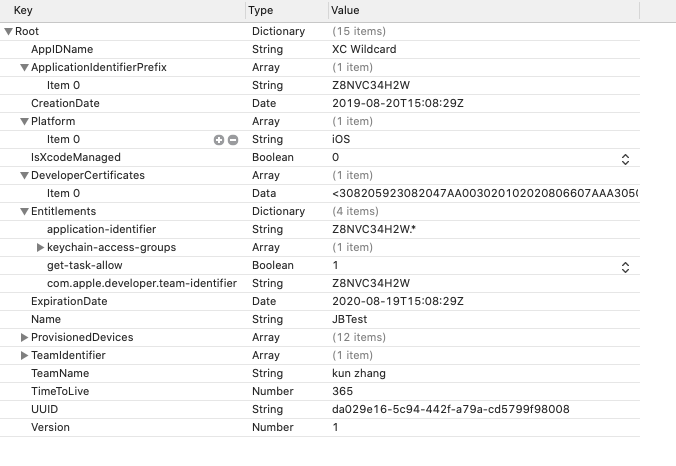 Key Type Value
Root Dictionary (15 items)
AppIDName String XC Wildcard
ApplicationIdentifierPrefix Array (1 item)
Item 0 String Z8NVC34H2W
CreationDate Date 2019-08-20T15:08:29Z
Platform Array (1 item)
Item 0 String iOS
IsXcodeManaged Boolean 0
DeveloperCertificates Array (1 item)
Item 0 Data <308205923082047AA003020102020806607AAA305
Entitlements Dictionary (4 items)
application-identifier String Z8NVC34H2W.*
keychain-access-groups Array (1 item)
get-task-allow Boolean 1
com.apple.developer.team-identifier String Z8NVC34H2W
ExpirationDate Date 2020-08-19T15:08:29Z
Name String JBTest
ProvisionedDevices Array (12 items)
TeamIdentifier Array (1 item)
TeamName String kun zhang
TimeToLive Number 365
UUID String da029e16-5c94-442f-a79a-cd5799f98008
Version Number 1